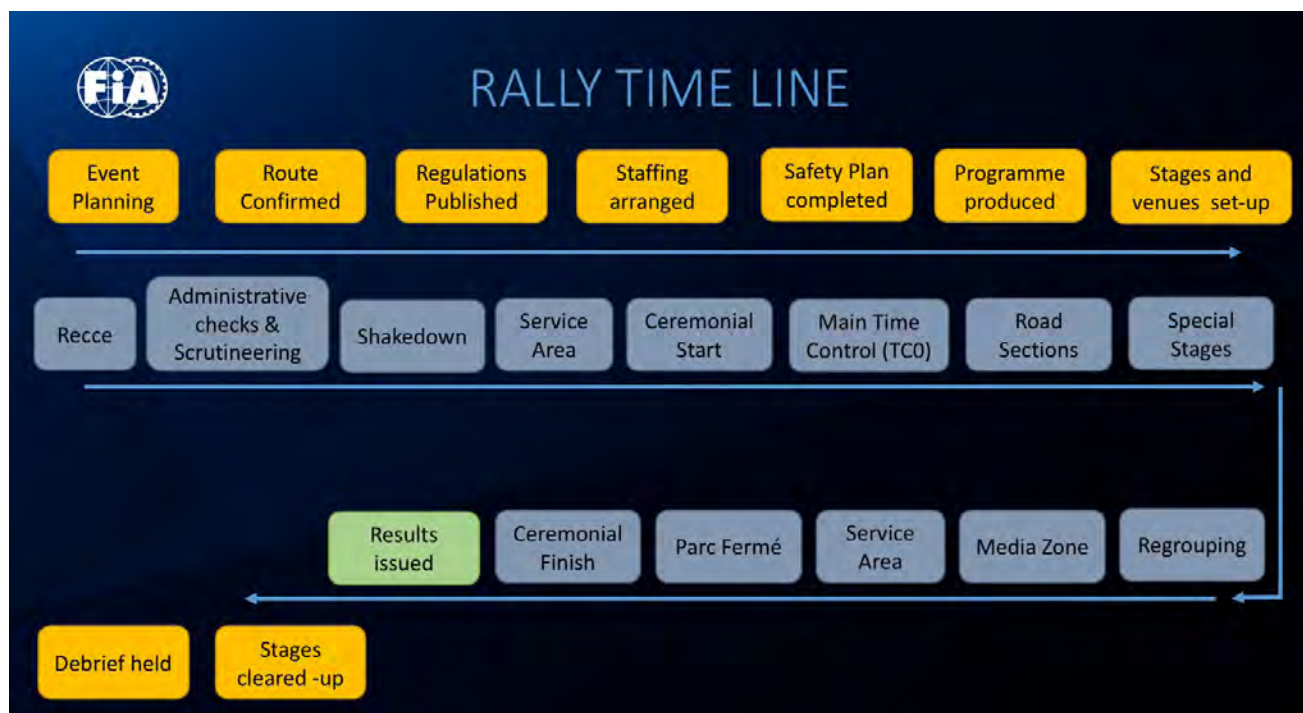 FiA
RALLY TIME LINE
Event
Planning
Route
Confirmed
Regulations
Published
Staffing
arranged
Safety Plan
completed
Programme
produced
Stages and
venues set-up
Recce
Administrative
checks &
Scrutineering
Shakedown
Service
Area
Ceremonial
Start
Main Time
Control (TC0)
Road
Sections
Special
Stages
Regrouping
Media Zone
Service
Area
Parc Fermé
Ceremonial
Finish
Results
issued
Stages
cleared -up
Debrief held